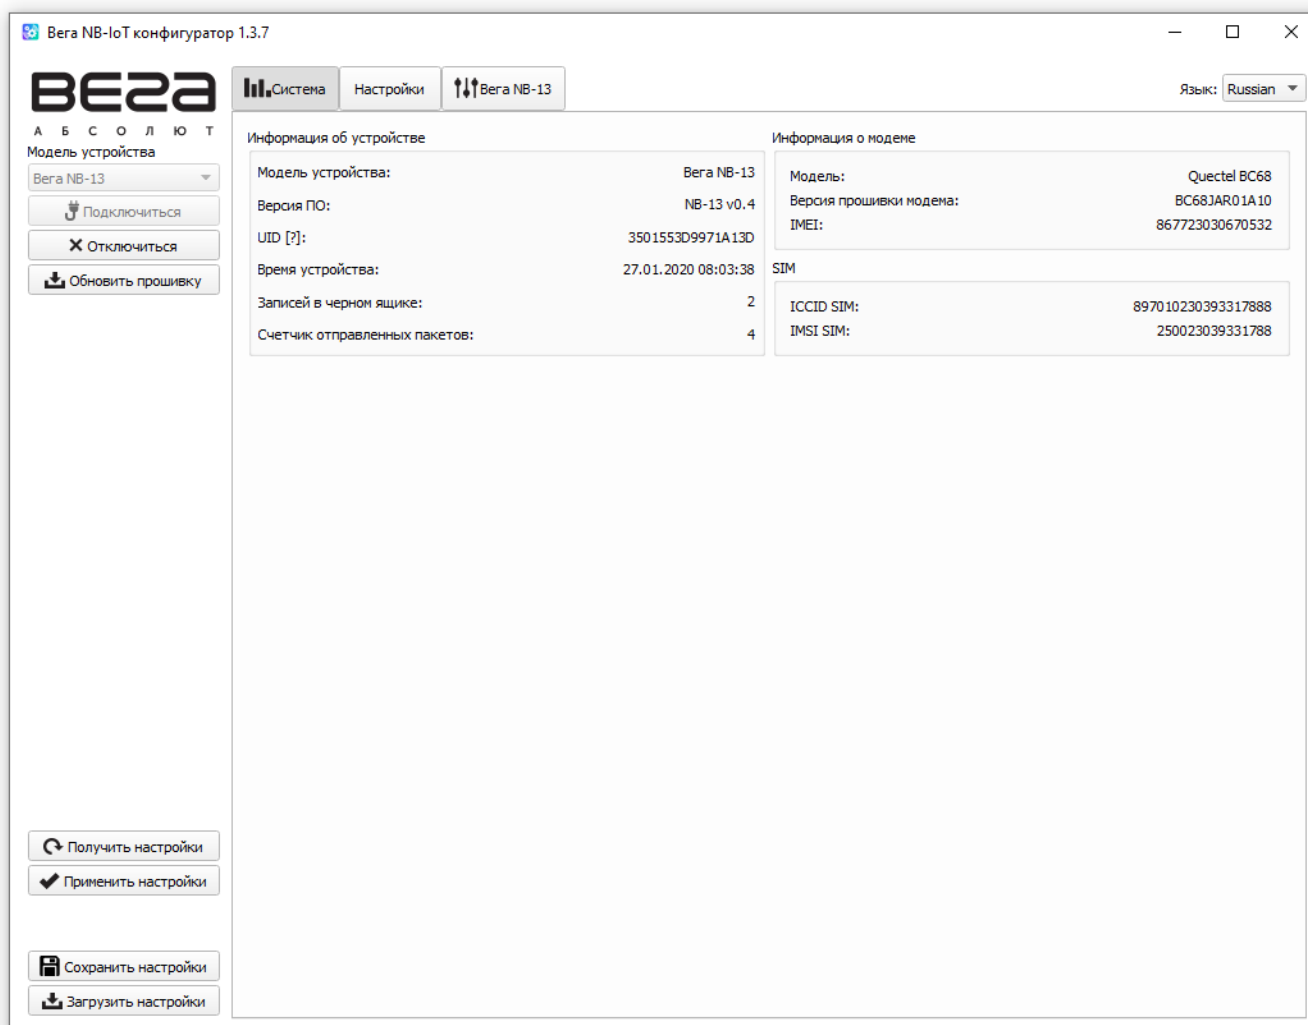 Вега NB-IoT конфигуратор 1.3.7
ВЕГА
АБСОЛЮТ
Модель устройства
Вега NB-13
Подключиться
Отключиться
Обновить прошивку
Получить настройки
Применить настройки
Сохранить настройки
Загрузить настройки
Система Настройки Вега NB-13
Язык: Russian
Информация об устройстве
Модель устройства: Вега NB-13
Версия ПО: NB-13 v0.4
UID [?]: 3501553D9971A13D
Время устройства: 27.01.2020 08:03:38
Записей в черном ящике: 2
Счетчик отправленных пакетов: 4
Информация о модеме
Модель: Quectel BC68
Версия прошивки модема: BC68JAR01A10
IMEI: 867723030670532
SIM
ICCID SIM: 897010230393317888
IMSI SIM: 250023039331788